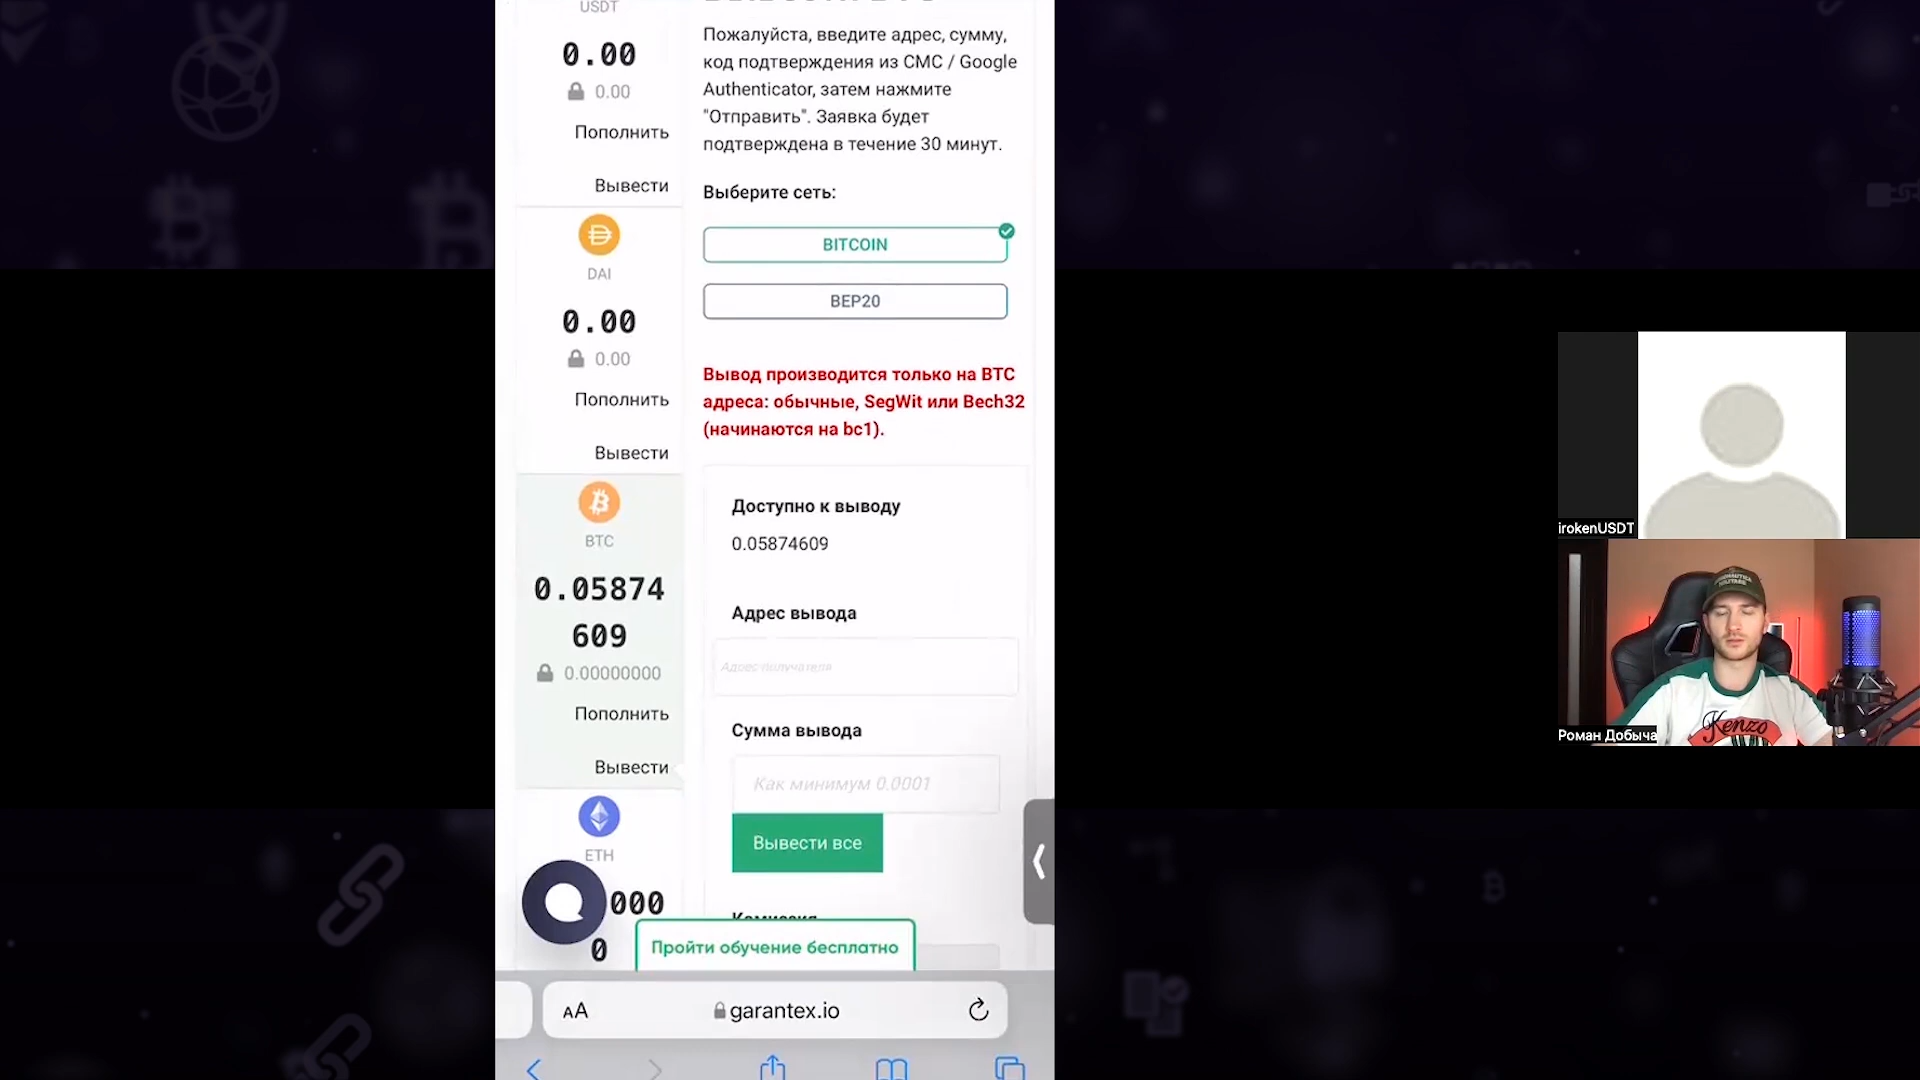 USDT
0.00
0.00
Пополнить
Вывести
DAI
0.00
0.00
Пополнить
Вывести
BTC
0.05874
609
0.00000000
Пополнить
Вывести
ETH
000
0
Пожалуйста, введите адрес, сумму,
код подтверждения из СМС / Google
Authenticator, затем нажмите
"Отправить". Заявка будет
подтверждена в течение 30 минут.
Выберите сеть:
BITCOIN
BEP20
Вывод производится только на BTC
адреса: обычные, SegWit или Bech32
(начинаются на bc1).
Доступно к выводу
0.05874609
Адрес вывода
Адрес получателя
Сумма вывода
Как минимум 0.0001
Вывести все
Комиссия
Пройти обучение бесплатно
AA
garantex.io
irokenUSDT
Роман Добыча
Kenzo